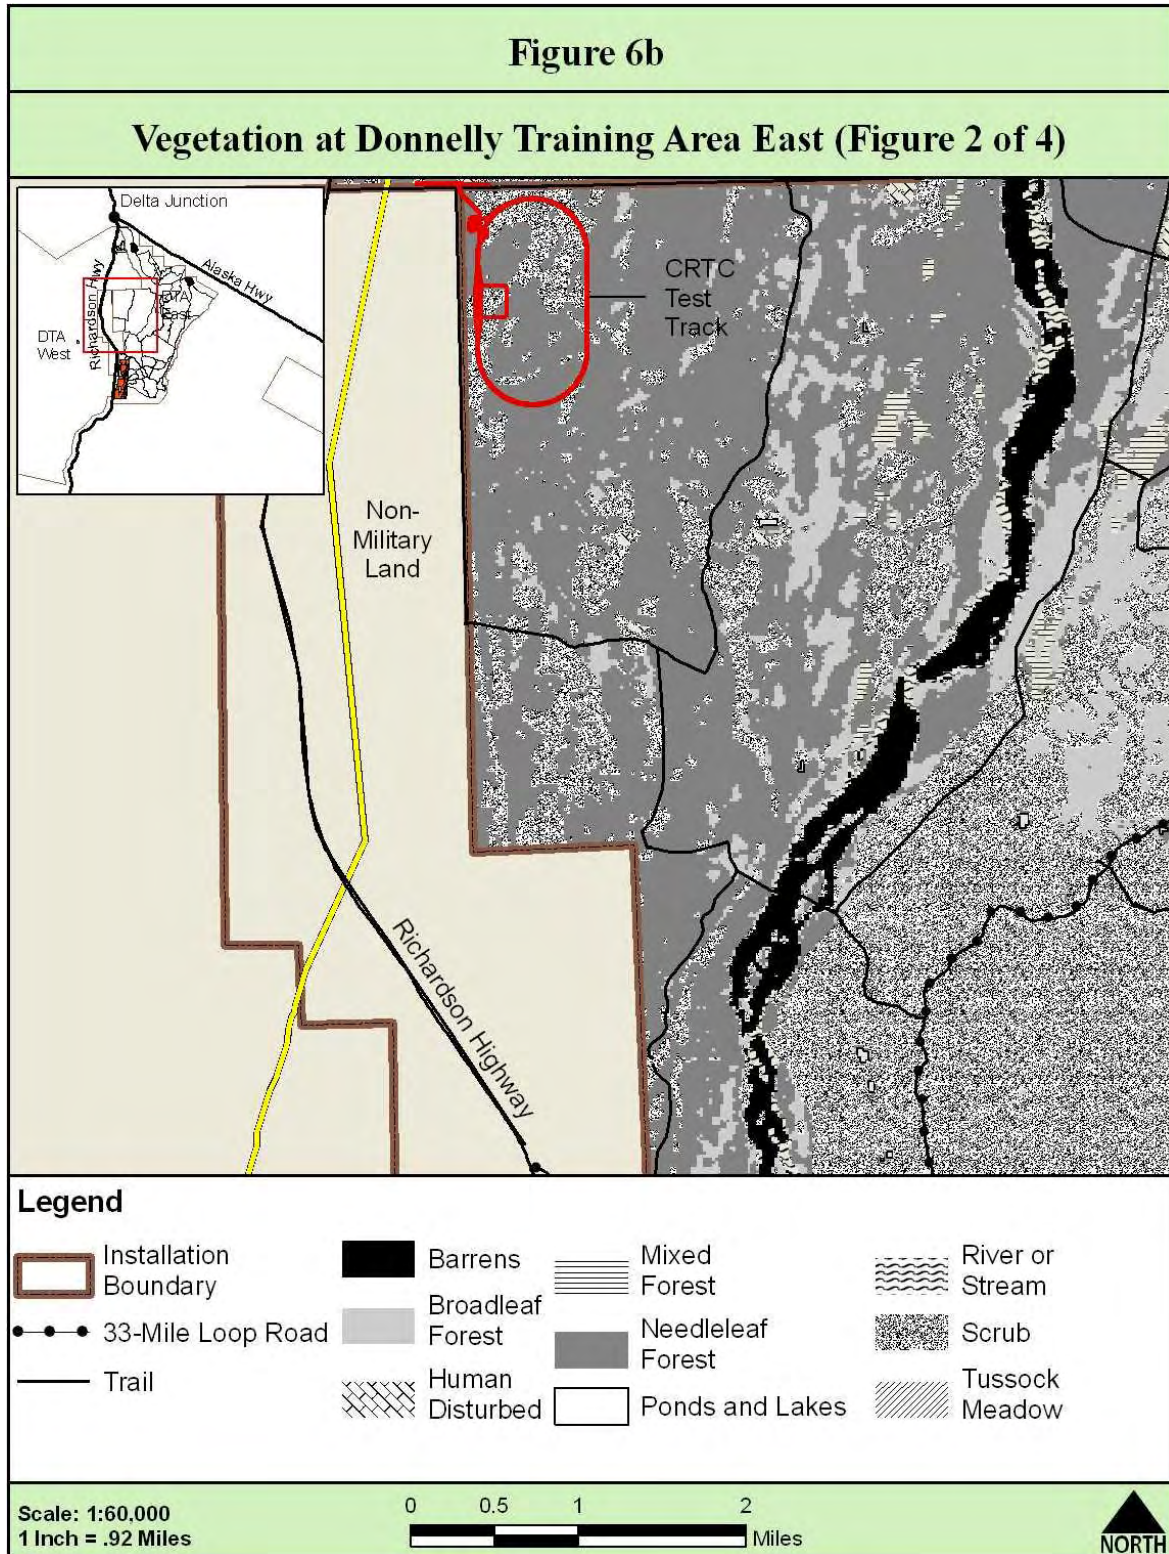 Figure 6b
Vegetation at Donnelly Training Area East (Figure 2 of 4)
Delta Junction
Alaska Hwy
Richardson Hwy
East
DTA
West
CRTC
Test
Track
Non-
Military
Land
Richardson Highway
Legend
Installation
Boundary
33-Mile Loop Road
Trail
Barrens
Broadleaf
Forest
Human
Disturbed
Mixed
Forest
Needleleaf
Forest
Ponds and Lakes
River or
Stream
Scrub
Tussock
Meadow
Scale: 1:60,000
1 Inch = .92 Miles
0 0.5 1 2
Miles
NORTH